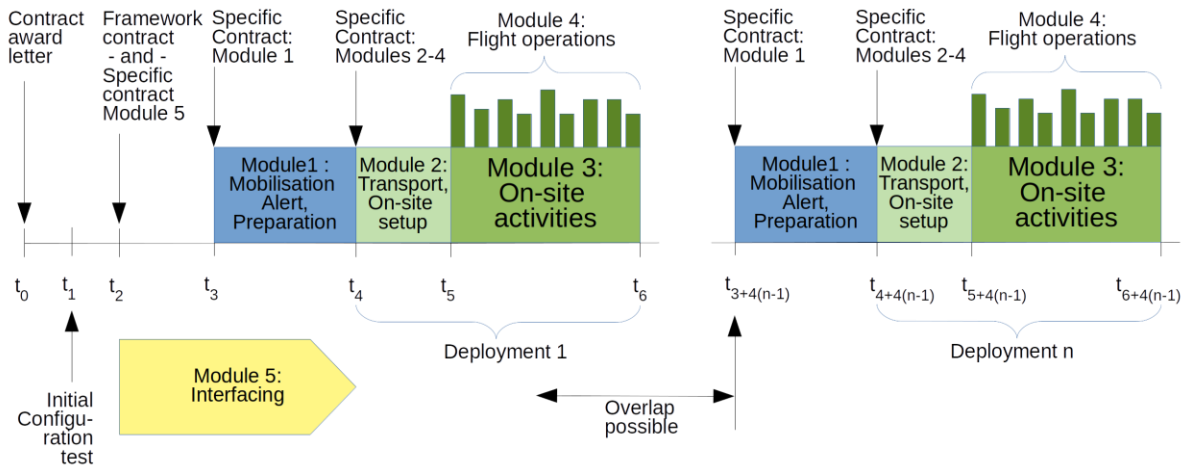 Contract
award
letter
Framework
contract
- and -
Specific
contract
Module 5
Specific
Contract:
Module 1
Specific
Contract:
Modules 2-4
Module 4:
Flight operations
Specific
Contract:
Module 1
Specific
Contract:
Modules 2-4
Module 4:
Flight operations
Module1 :
Mobilisation
Alert,
Preparation
Module 2:
Transport,
On-site
setup
Module 3:
On-site
activities
Module1 :
Mobilisation
Alert,
Preparation
Module 2:
Transport,
On-site
setup
Module 3:
On-site
activities
t0
t1
t2
t3
t4
t5
t6
t3+4(n-1)
t4+4(n-1)
t5+4(n-1)
t6+4(n-1)
Deployment 1
Deployment n
Module 5:
Interfacing
Initial
Configu-
ration
test
Overlap
possible